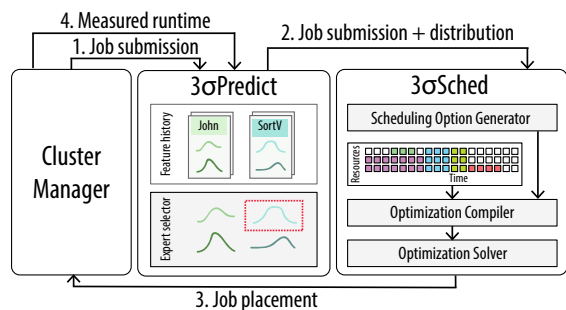 4. Measured runtime
1. Job submission
2. Job submission + distribution
Cluster
Manager
3σPredict
Feature history
John
SortV
Expert selector
3σSched
Scheduling Option Generator
Resources
Time
Optimization Compiler
Optimization Solver
3. Job placement